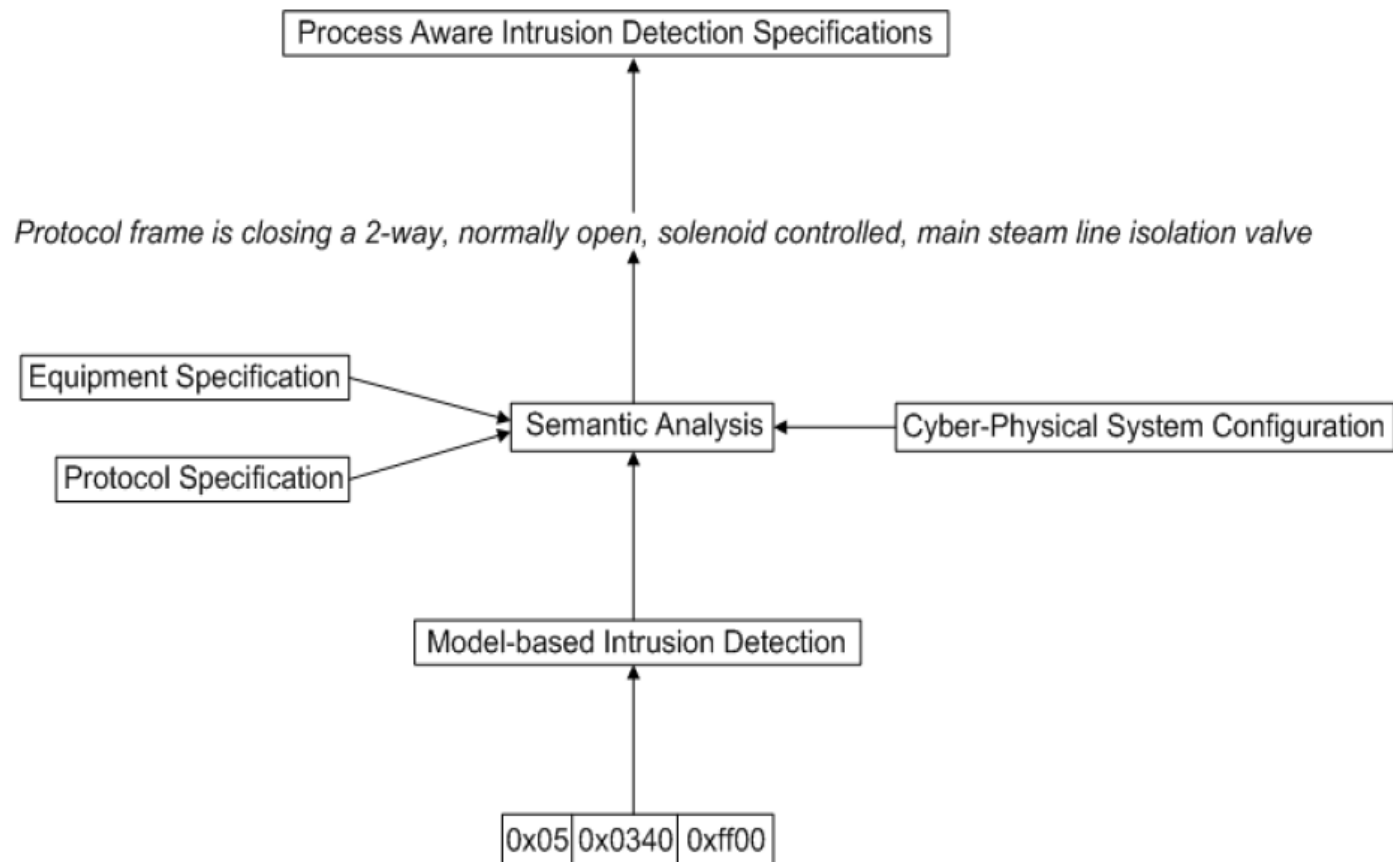 Process Aware Intrusion Detection Specifications
Protocol frame is closing a 2-way, normally open, solenoid controlled, main steam line isolation valve
Equipment Specification
Semantic Analysis
Cyber-Physical System Configuration
Protocol Specification
Model-based Intrusion Detection
0x05 0x0340 0xff00